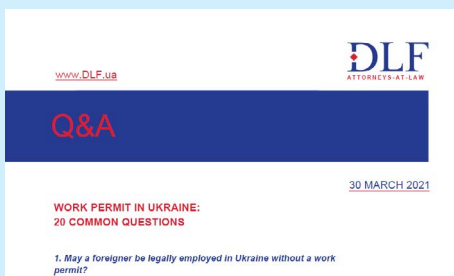 DLF
ATTORNEYS-AT-LAW
www.DLF.ua
Q&A
30 MARCH 2021
WORK PERMIT IN UKRAINE:
20 COMMON QUESTIONS
1. May a foreigner be legally employed in Ukraine without a work
permit?